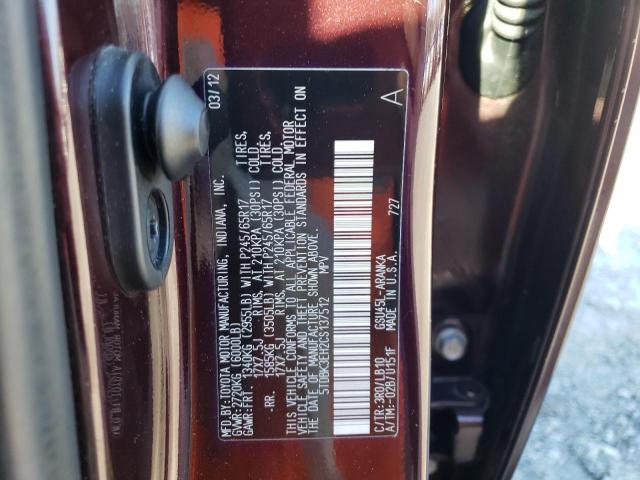 MFD. BY: TOYOTA MOTOR MANUFACTURING, INDIANA, INC. 03/12
GVWR: 2720KG (6000LB)
GAWR: FRT. 1340KG (2955LB) WITH P245/65R17 TIRES,
17X7.5J RIMS, AT 210KPA (30PSI) COLD.
-RR. 1585KG (3505LB) WITH P245/65R17 TIRES,
17X7.5J RIMS, AT 210KPA (30PSI) COLD.
THIS VEHICLE CONFORMS TO ALL APPLICABLE FEDERAL MOTOR
VEHICLE SAFETY AND THEFT PREVENTION STANDARDS IN EFFECT ON
THE DATE OF MANUFACTURE SHOWN ABOVE.
5TDBK3EH2CS137512 MPV
C/TR: 3R0/LB10 GSU45L-ARANKA 727
A/TM: -02B/U151F MADE IN U.S.A.
A